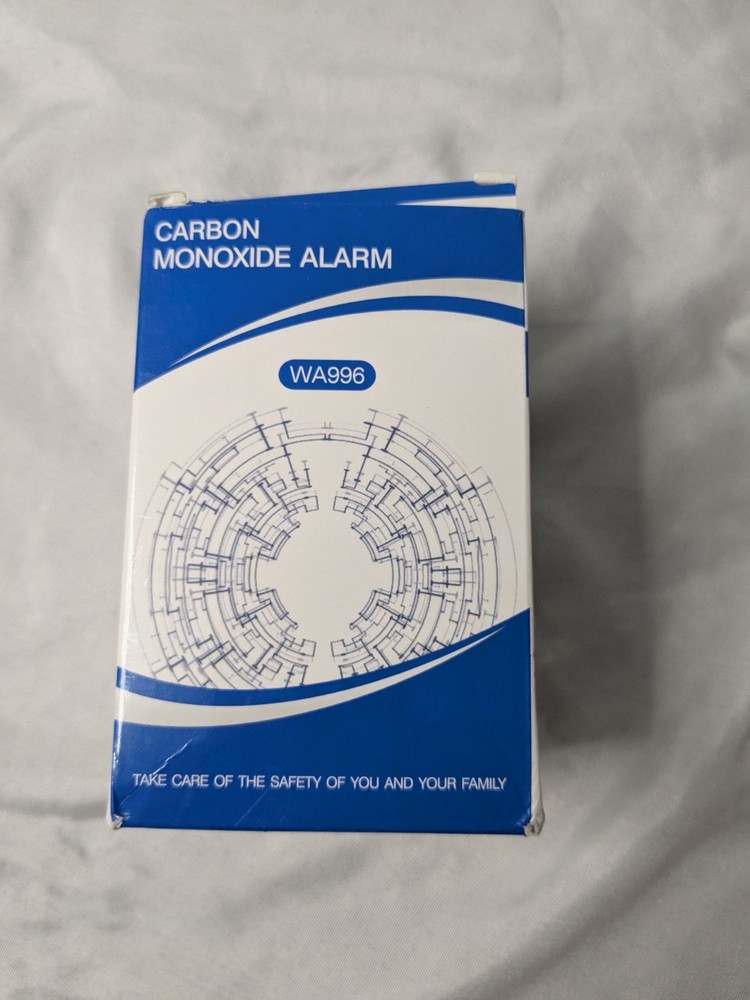 CARBON
MONOXIDE ALARM
WA996
TAKE CARE OF THE SAFETY OF YOU AND YOUR FAMILY